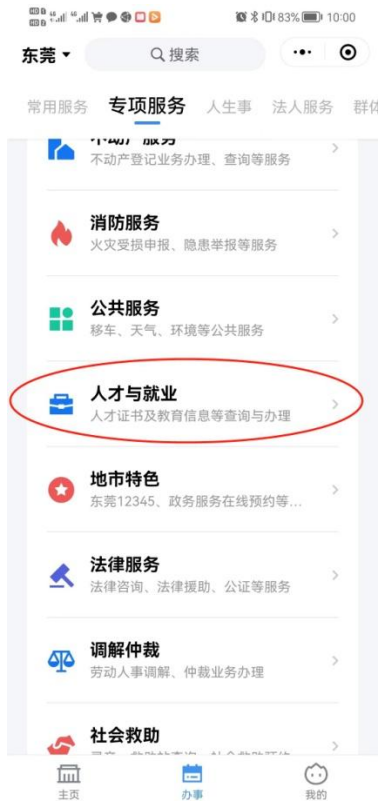 83% 10:00
东莞
搜索
常用服务 专项服务 人生事 法人服务 群体
不动产服务
不动产登记业务办理、查询等服务
消防服务
火灾受损申报、隐患举报等服务
公共服务
移车、天气、环境等公共服务
人才与就业
人才证书及教育信息等查询与办理
地市特色
东莞12345、政务服务在线预约等...
法律服务
法律咨询、法律援助、公证等服务
调解仲裁
劳动人事调解、仲裁业务办理
社会救助
主页 办事 我的